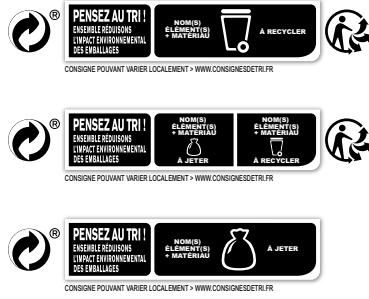 ®
PENSEZ AU TRI !
ENSEMBLE RÉDUISONS
L'IMPACT ENVIRONNEMENTAL
DES EMBALLAGES
NOM(S)
ÉLÉMENT(S)
+ MATÉRIAU
À RECYCLER
CONSIGNE POUVANT VARIER LOCALEMENT > WWW.CONSIGNESDETRI.FR
®
PENSEZ AU TRI !
ENSEMBLE RÉDUISONS
L'IMPACT ENVIRONNEMENTAL
DES EMBALLAGES
NOM(S)
ÉLÉMENT(S)
+ MATÉRIAU
À JETER
NOM(S)
ÉLÉMENT(S)
+ MATÉRIAU
À RECYCLER
CONSIGNE POUVANT VARIER LOCALEMENT > WWW.CONSIGNESDETRI.FR
®
PENSEZ AU TRI !
ENSEMBLE RÉDUISONS
L'IMPACT ENVIRONNEMENTAL
DES EMBALLAGES
NOM(S)
ÉLÉMENT(S)
+ MATÉRIAU
À JETER
CONSIGNE POUVANT VARIER LOCALEMENT > WWW.CONSIGNESDETRI.FR